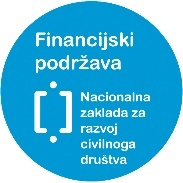 Financijski
podržava
Nacionalna
zaklada za
razvoj
civilnoga
društva